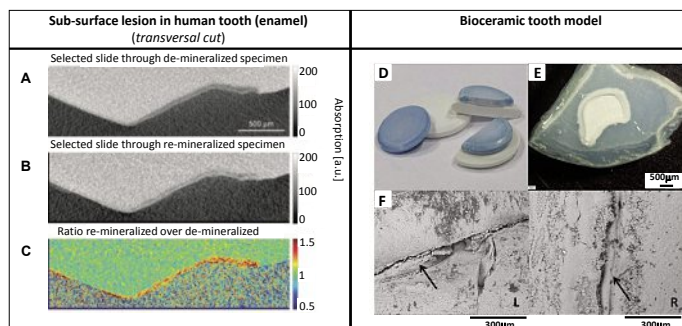 Sub-surface lesion in human tooth (enamel)
(transversal cut)
Bioceramic tooth model
Selected slide through de-mineralized specimen
A
200
100
0
500 µm
Absorption [a.u.]
Selected slide through re-mineralized specimen
B
200
100
0
Ratio re-mineralized over de-mineralized
C
1.5
1
0.5
D
E
500µm
F
L
R
300µm
300µm